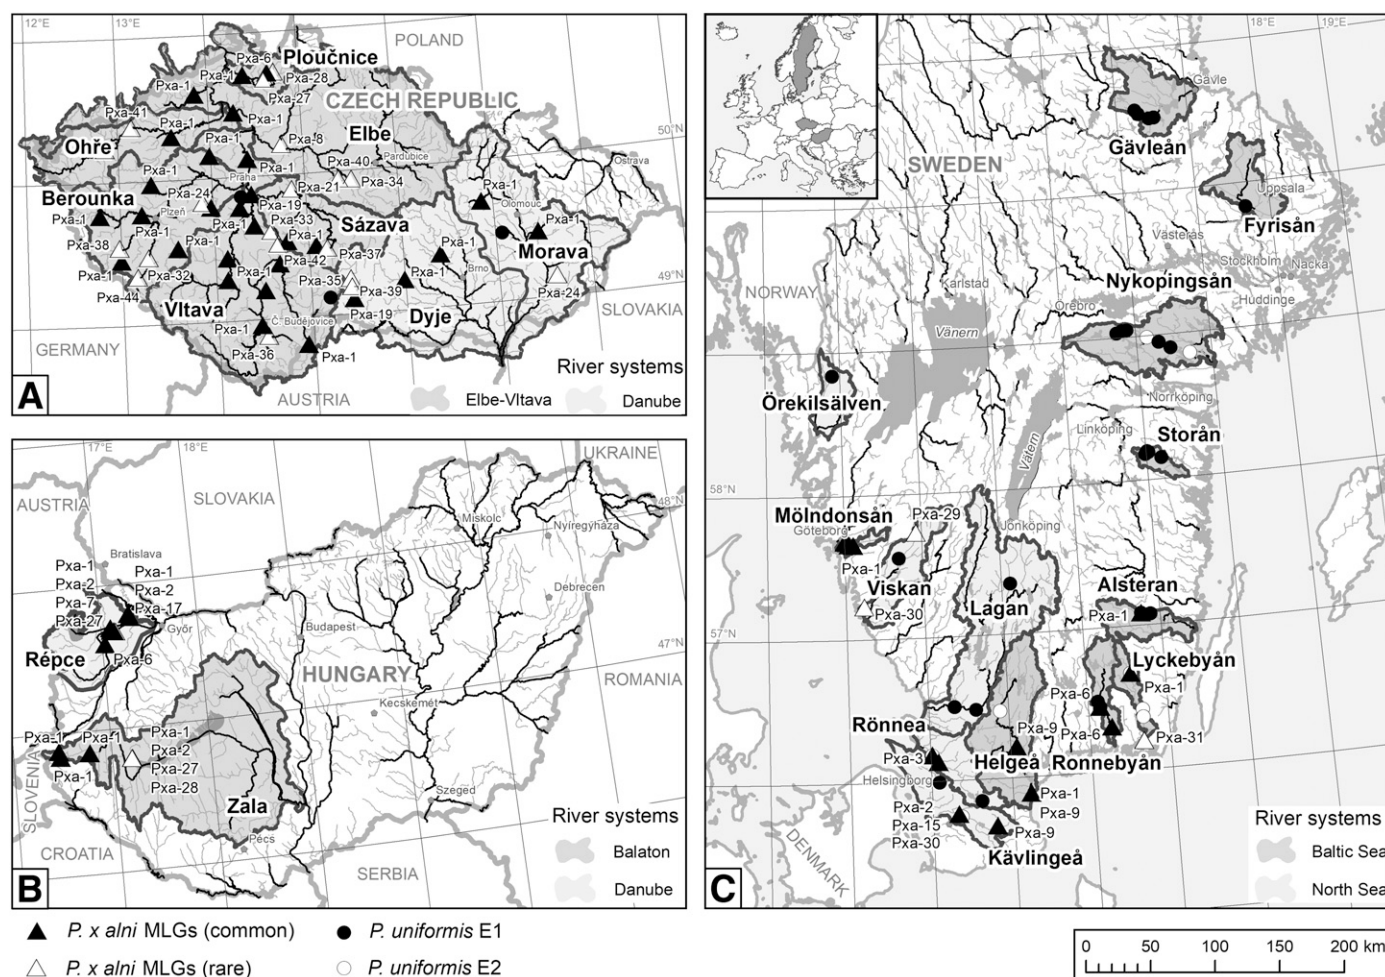 12°E
13°E
POLAND
Pxa-6
Ploučnice
Pxa-1
Pxa-28
Pxa-1
Pxa-27
CZECH REPUBLIC
Pxa-41
Pxa-1
Pxa-1
Pxa-1
Pxa-8
Elbe
50°N
Ohře
Pxa-1
Pxa-40
Pardubice
Ostrava
Pxa-1
Praha
Pxa-21
Pxa-34
Pxa-1
Berounka
Pxa-24
Pxa-19
Olomouc
Pxa-1
Plzeň
Pxa-1
Pxa-33
Sázava
Pxa-1
Pxa-1
Pxa-1
Pxa-1
Pxa-38
Pxa-37
Morava
Pxa-1
Pxa-32
Pxa-1
Pxa-42
Pxa-35
Pxa-1
Brno
49°N
Pxa-44
Pxa-39
Pxa-24
Vltava
Pxa-19
Dyje
SLOVAKIA
Pxa-1
Č. Budějovice
GERMANY
Pxa-36
Pxa-1
River systems
A
AUSTRIA
Elbe-Vltava
Danube
17°E
18°E
UKRAINE
AUSTRIA
SLOVAKIA
48°N
Miskolc
Nyíregyháza
Bratislava
Pxa-1
Pxa-1
Pxa-2
Pxa-2
Pxa-7
Pxa-17
Debrecen
Pxa-27
Győr
Budapest
Répce
Pxa-6
47°N
HUNGARY
ROMANIA
Kecskemét
Pxa-1
Pxa-1
Pxa-1
Pxa-2
Pxa-1
Pxa-27
Pxa-28
SLOVENIA
Zala
Szeged
Pécs
River systems
CROATIA
Balaton
SERBIA
B
Danube
18°E
19°E
Gävle
SWEDEN
Gävleån
Uppsala
Fyrisån
Västerås
Stockholm
Nacka
NORWAY
Karlstad
Nykopingsån
Huddinge
Örebro
Vänern
59°N
Örekilsälven
Norrköping
Linköping
Storån
Vätern
58°N
Mölndonsån
Pxa-29
Göteborg
Jönköping
Pxa-1
Viskan
Alsteran
Lagan
Pxa-30
Pxa-1
57°N
Lyckebyån
Pxa-6
Pxa-1
Rönnea
Pxa-9
Pxa-6
Pxa-31
Pxa-3
Helgeå
Ronnebyån
Helsingborg
Pxa-1
Pxa-2
Pxa-9
Pxa-15
Pxa-9
Pxa-30
Kävlingeå
River systems
DENMARK
Baltic Sea
C
North Sea
P. x alni MLGs (common)
P. uniformis E1
P. x alni MLGs (rare)
P. uniformis E2
0 50 100 150 200 km